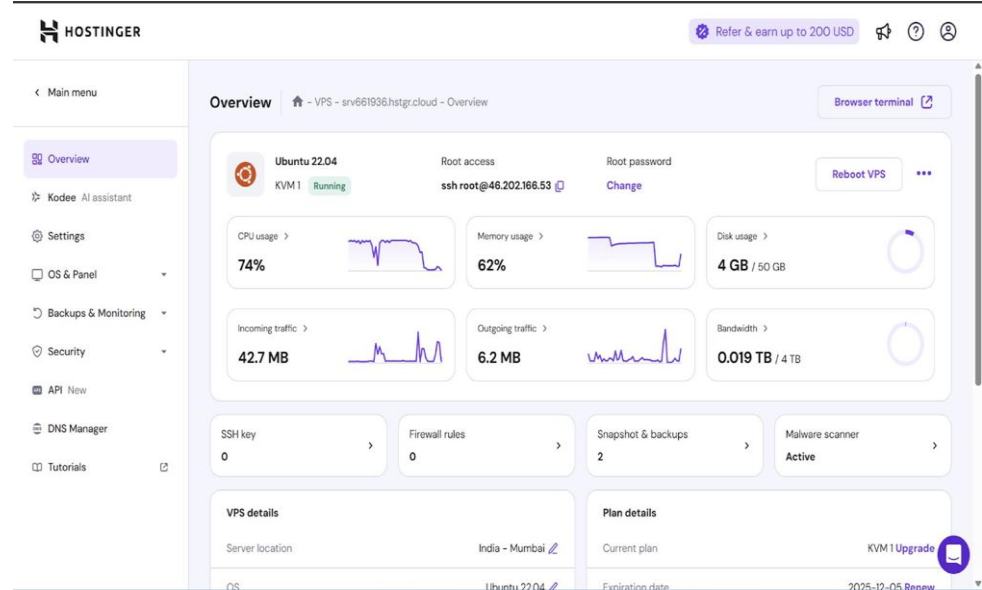 HOSTINGER
Refer & earn up to 200 USD
Main menu
Overview
Kodee AI assistant
Settings
OS & Panel
Backups & Monitoring
Security
API New
DNS Manager
Tutorials
Overview - VPS - srv661936.hstgr.cloud - Overview
Browser terminal
Ubuntu 22.04
KVM 1 Running
Root access
ssh root@46.202.166.53
Root password
Change
Reboot VPS
CPU usage
74%
Memory usage
62%
Disk usage
4 GB / 50 GB
Incoming traffic
42.7 MB
Outgoing traffic
6.2 MB
Bandwidth
0.019 TB / 4 TB
SSH key
0
Firewall rules
0
Snapshot & backups
2
Malware scanner
Active
VPS details
Server location India - Mumbai
OS Ubuntu 22.04
Plan details
Current plan KVM 1 Upgrade
Expiration date 2025-12-05 Renew